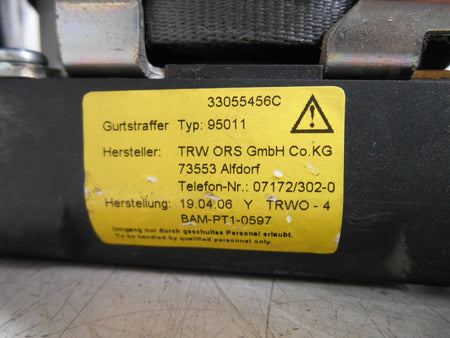 33055456C
Gurtstraffer Typ: 95011
Hersteller: TRW ORS GmbH Co.KG
73553 Alfdorf
Telefon-Nr.: 07172/302-0
Herstellung: 19.04.06 Y TRWO - 4
BAM-PT1-0597
Umgang nur durch geschultes Personal erlaubt.
To be handled by qualified personnel only